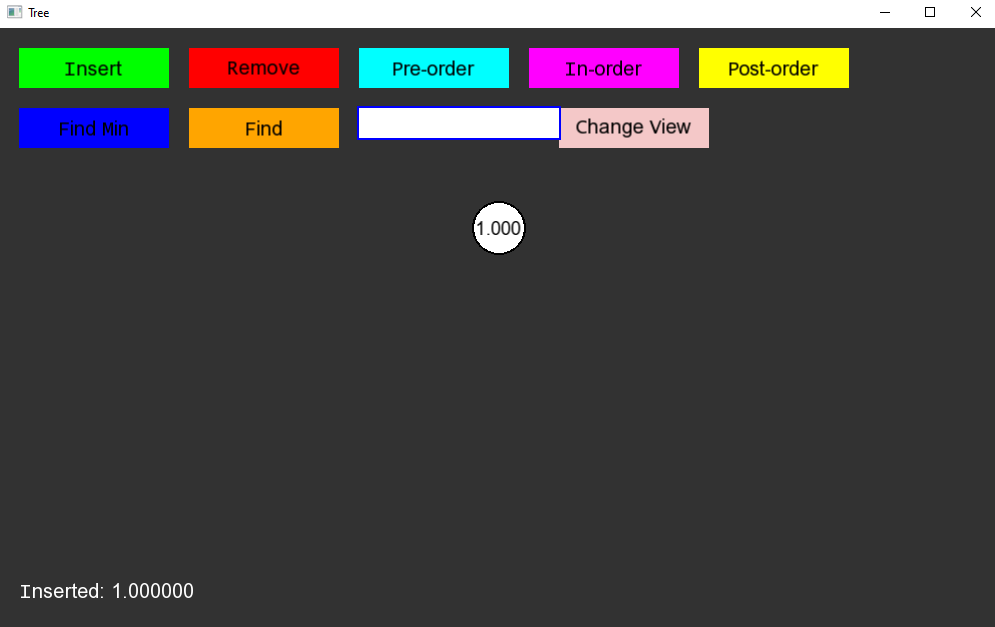 Tree
Insert Remove Pre-order In-order Post-order
Find Min Find Change View
1.000
Inserted: 1.000000